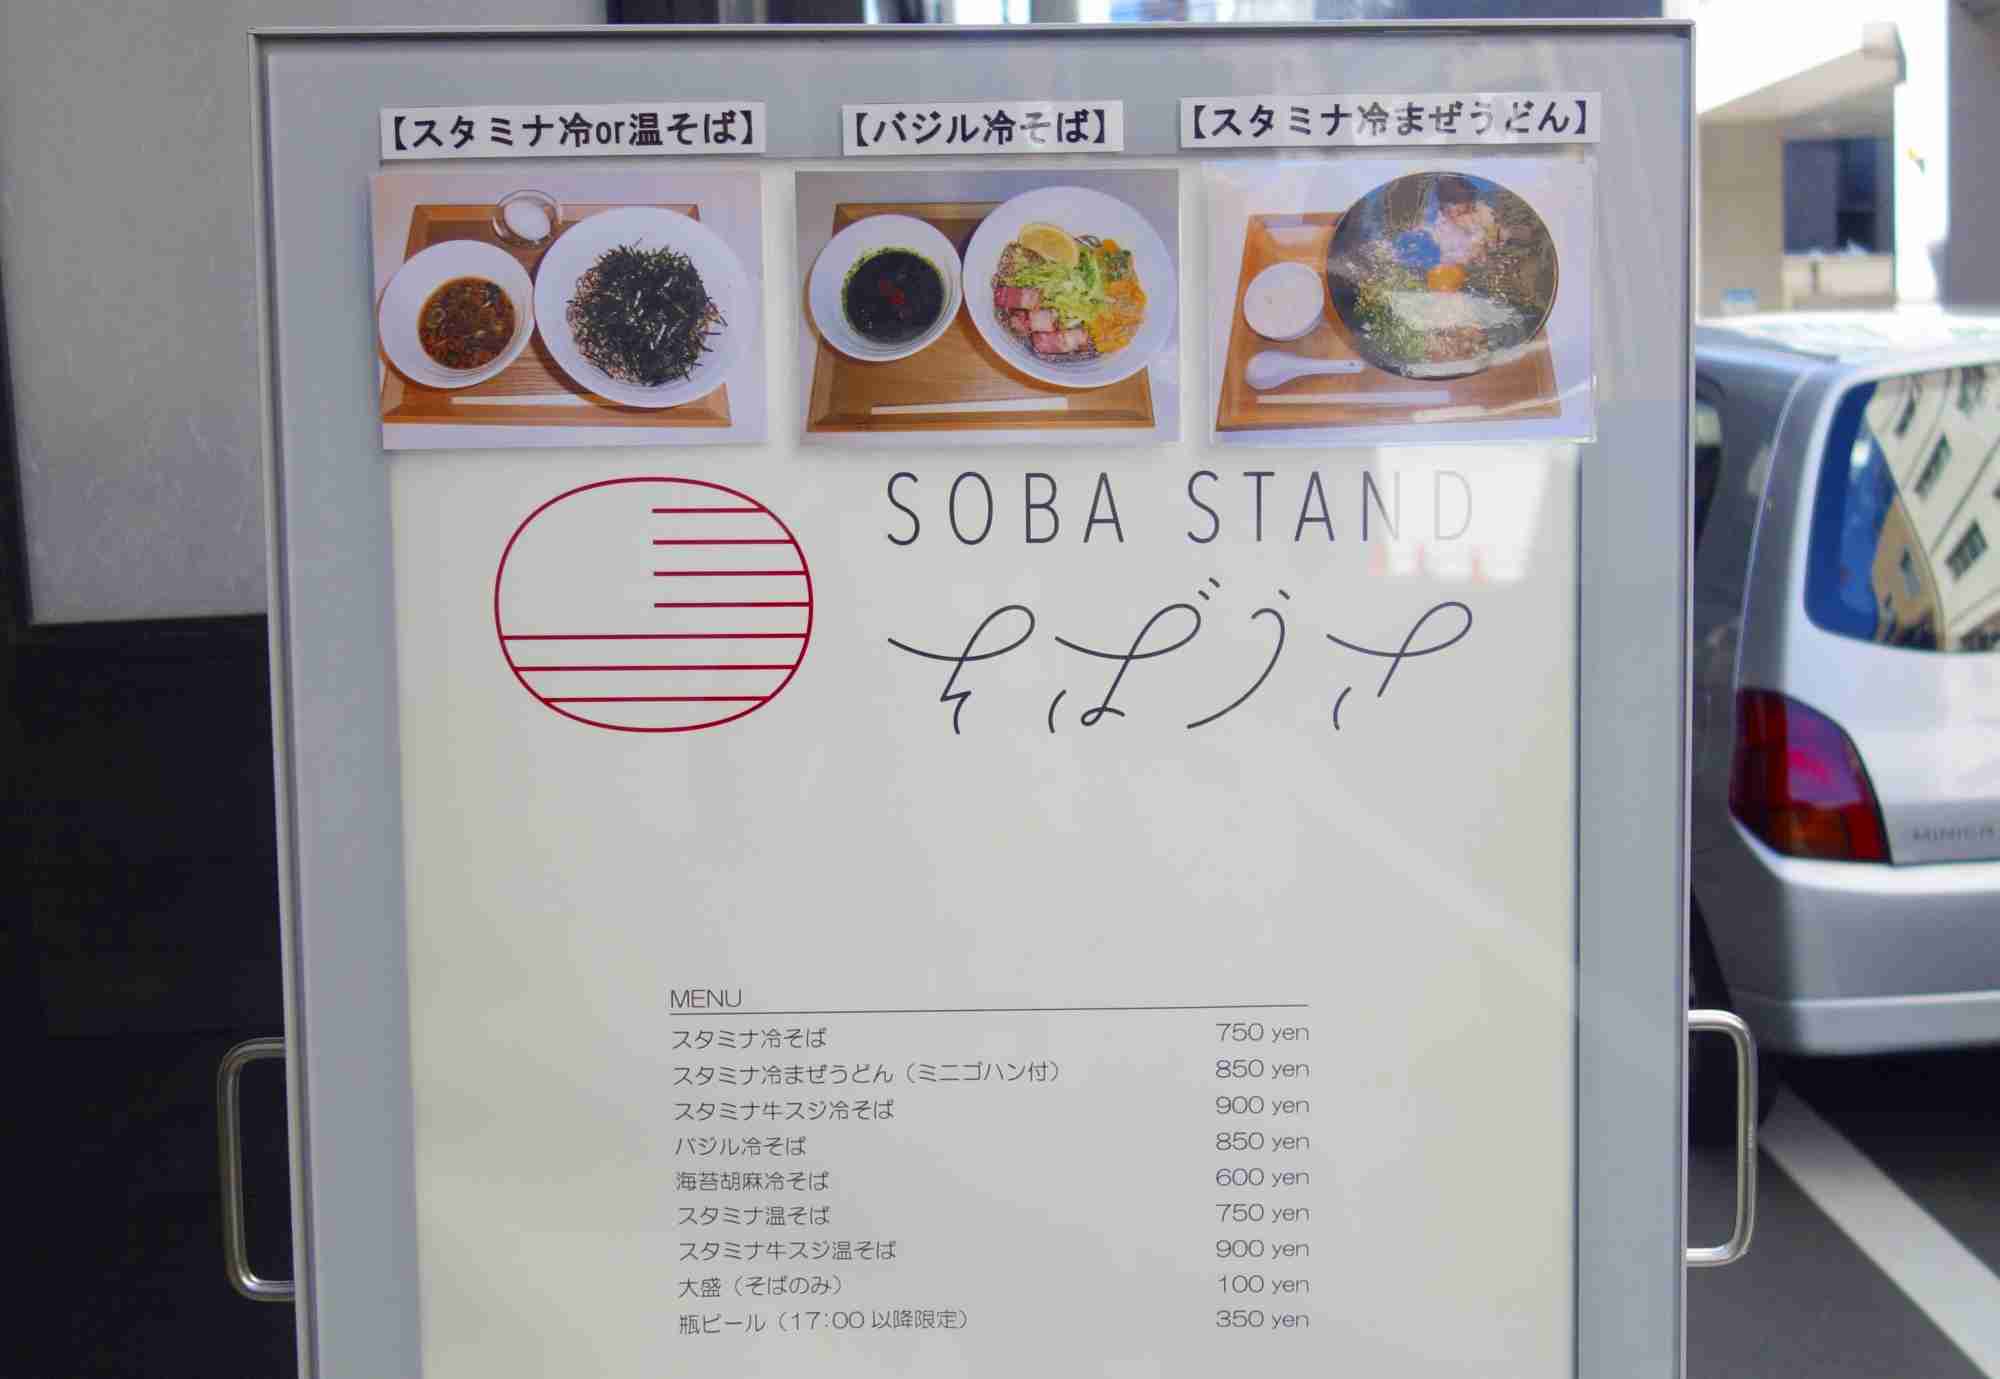 【スタミナ冷or温そば】
【バジル冷そば】
【スタミナ冷まぜうどん】
SOBA STAND
そばうさ
MENU
スタミナ冷そば 750 yen
スタミナ冷まぜうどん（ミニゴハン付） 850 yen
スタミナ牛スジ冷そば 900 yen
バジル冷そば 850 yen
海苔胡麻冷そば 600 yen
スタミナ温そば 750 yen
スタミナ牛スジ温そば 900 yen
大盛（そばのみ） 100 yen
瓶ビール（17:00以降限定） 350 yen
MINICA